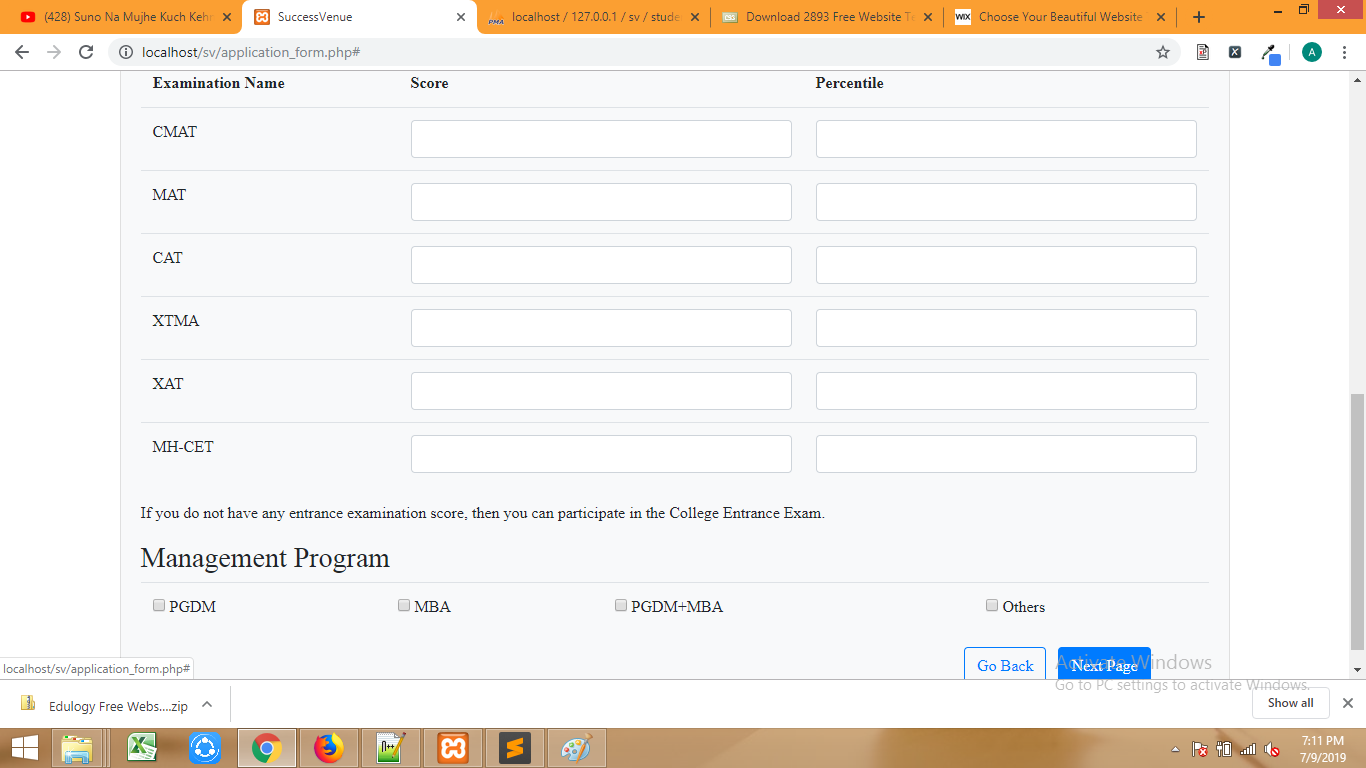 (428) Suno Na Mujhe Kuch Kehn
SuccessVenue
localhost / 127.0.0.1 / sv / stude
Download 2893 Free Website Te
WIX Choose Your Beautiful Website
localhost/sv/application_form.php#
A
Examination Name Score Percentile
CMAT
MAT
CAT
XTMA
XAT
MH-CET
If you do not have any entrance examination score, then you can participate in the College Entrance Exam.
Management Program
PGDM MBA PGDM+MBA Others
Go Back Next Page
Activate Windows
Go to PC settings to activate Windows.
localhost/sv/application_form.php#
Edulogy Free Webs....zip
Show all
7:11 PM
7/9/2019